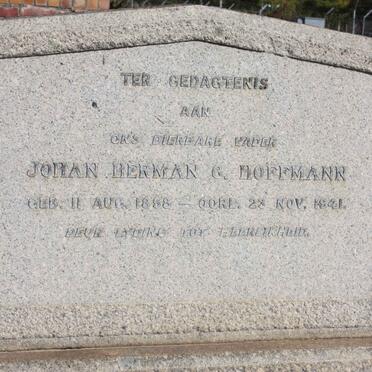 TER GEDAGTENIS
AAN
ONS DIERBARE VADER
JOHAN HERMAN G. HOFFMANN
GEB. 11 AUG. 1868 — OORL. 23 NOV. 1941.
DEUR LYDING TOT HEERLIKHEID.